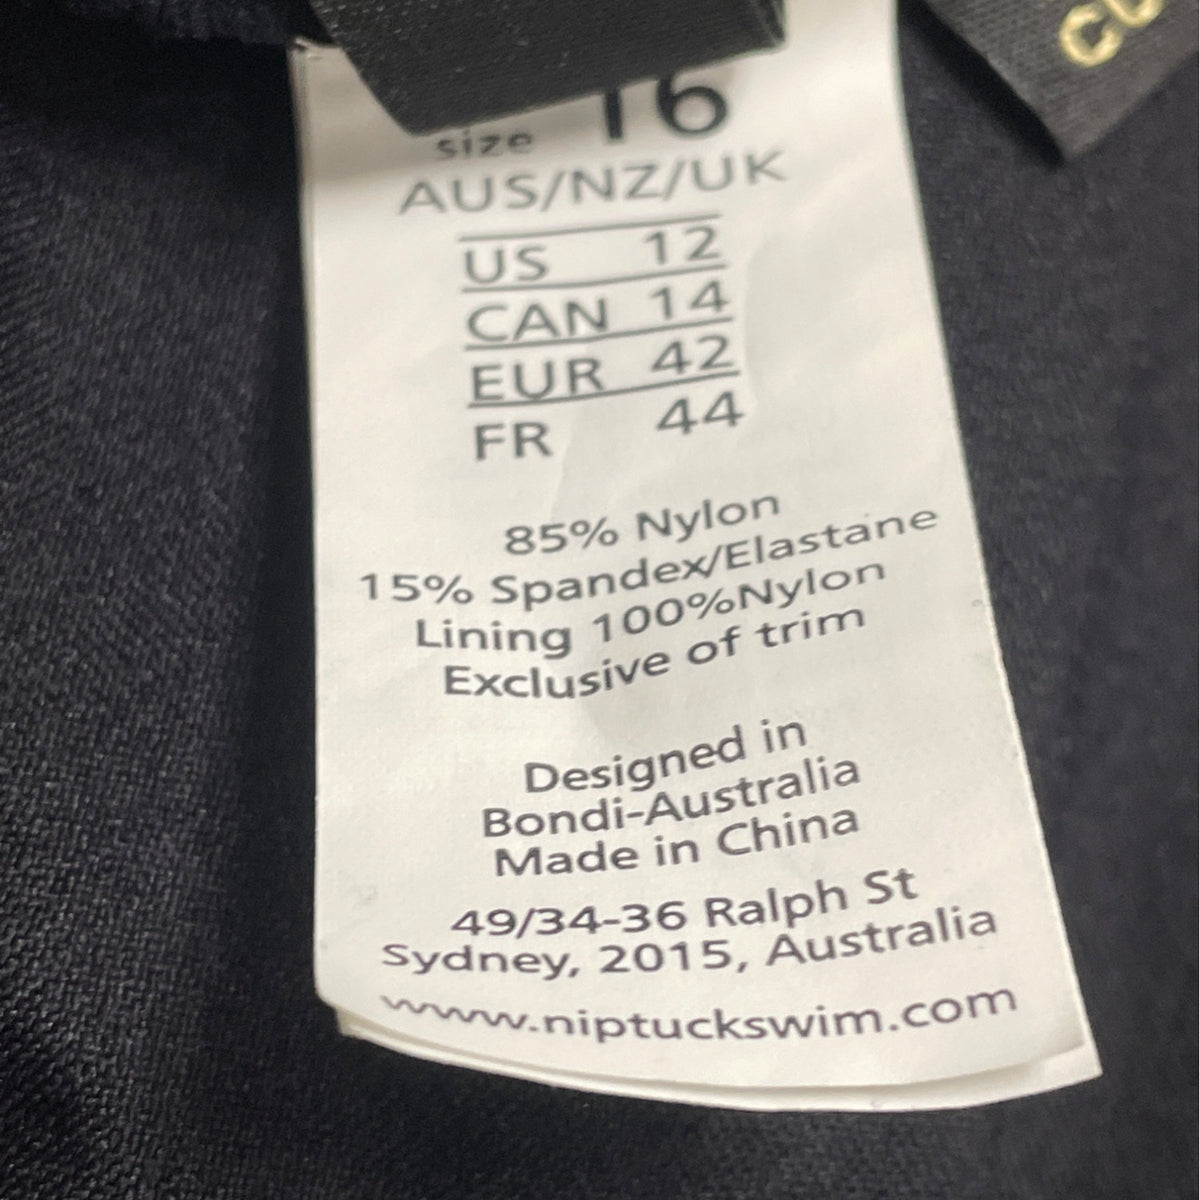 size 16
AUS/NZ/UK
US 12
CAN 14
EUR 42
FR 44
85% Nylon
15% Spandex/Elastane
Lining 100%Nylon
Exclusive of trim
Designed in
Bondi-Australia
Made in China
49/34-36 Ralph St
Sydney, 2015, Australia
www.niptuckswim.com